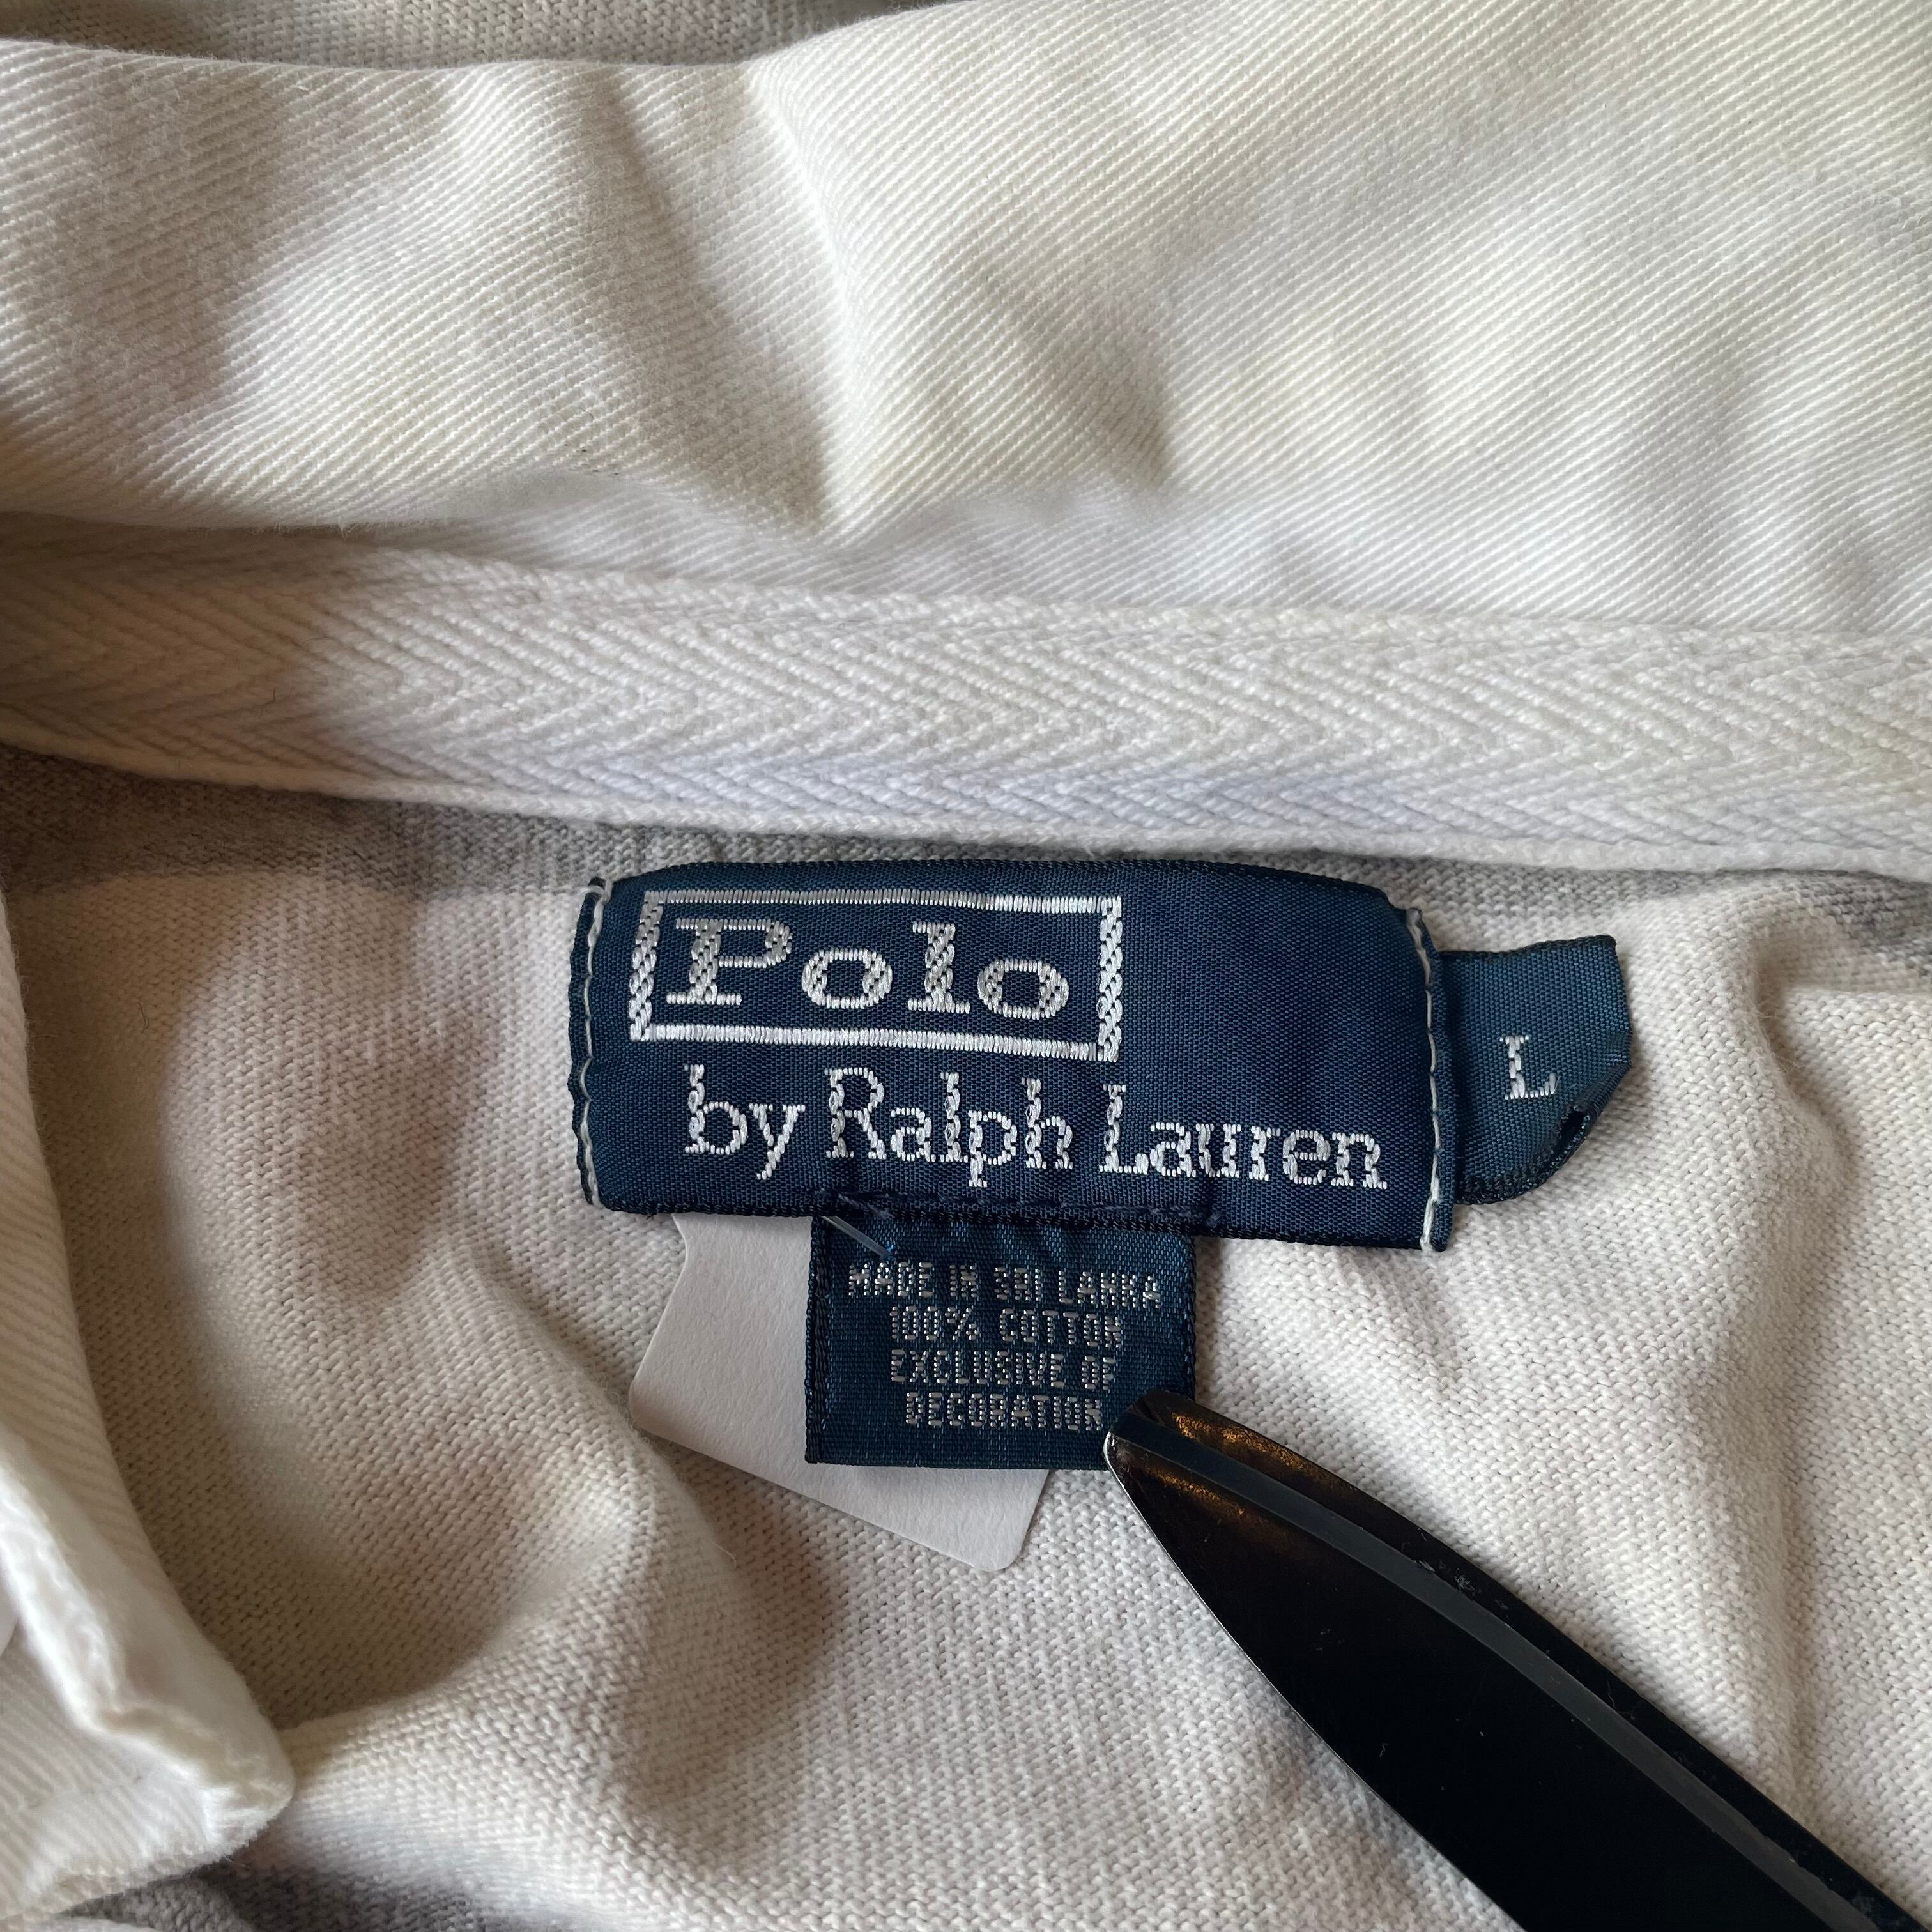 Polo
by Ralph Lauren
L
MADE IN SRI LANKA
100% COTTON
EXCLUSIVE OF
DECORATION